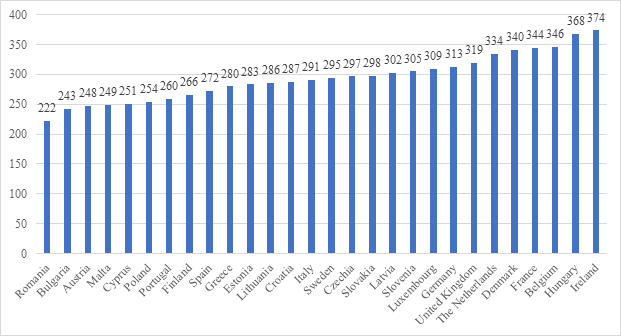 400
350
300
250
200
150
100
50
0
222
243
248
249
251
254
260
266
272
280
283
286
287
291
295
297
298
302
305
309
313
319
334
340
344
346
368
374
Romania
Bulgaria
Austria
Malta
Cyprus
Poland
Portugal
Finland
Spain
Greece
Estonia
Lithuania
Croatia
Italy
Sweden
Czechia
Slovakia
Latvia
Slovenia
Luxembourg
Germany
United Kingdom
The Netherlands
Denmark
France
Belgium
Hungary
Ireland